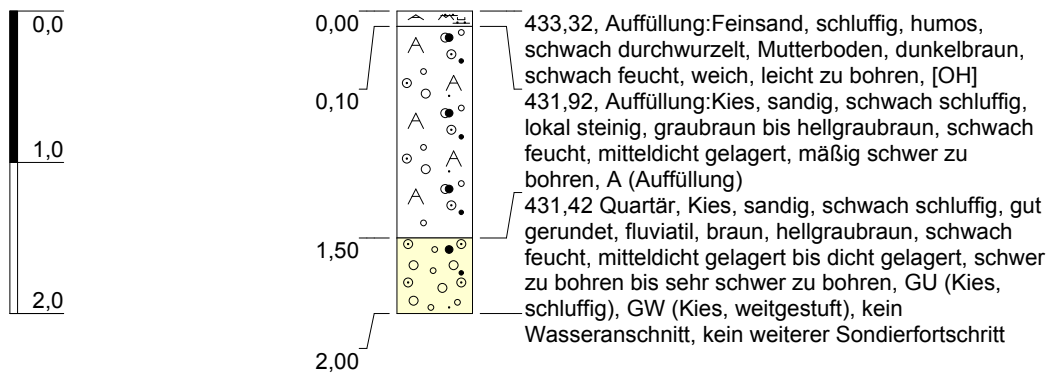 0,0
1,0
2,0
0,00
0,10
1,50
2,00
433,32, Auffüllung:Feinsand, schluffig, humos,
schwach durchwurzelt, Mutterboden, dunkelbraun,
schwach feucht, weich, leicht zu bohren, [OH]
431,92, Auffüllung:Kies, sandig, schwach schluffig,
lokal steinig, graubraun bis hellgraubraun, schwach
feucht, mitteldicht gelagert, mäßig schwer zu
bohren, A (Auffüllung)
431,42 Quartär, Kies, sandig, schwach schluffig, gut
gerundet, fluviatil, braun, hellgraubraun, schwach
feucht, mitteldicht gelagert bis dicht gelagert, schwer
zu bohren bis sehr schwer zu bohren, GU (Kies,
schluffig), GW (Kies, weitgestuft), kein
Wasseranschnitt, kein weiterer Sondierfortschritt